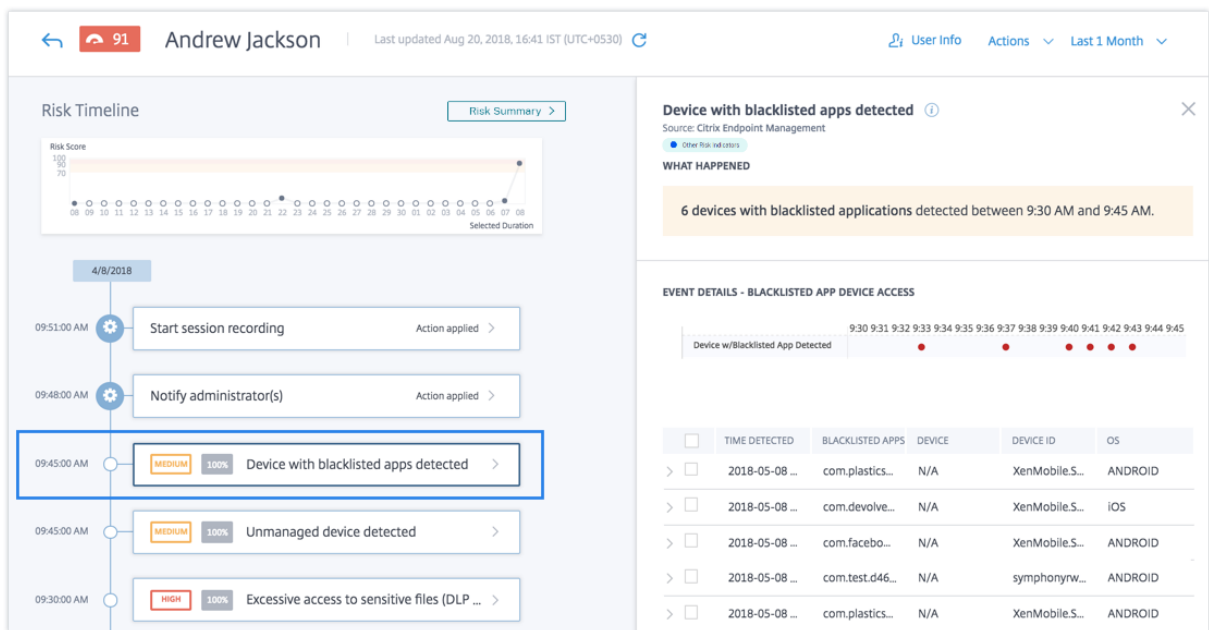 91 Andrew Jackson Last updated Aug 20, 2018, 16:41 IST (UTC+0530) User Info Actions Last 1 Month
Risk Timeline
Risk Summary >
Risk Score
100
90
70
08 09 10 11 12 13 14 15 16 17 18 19 20 21 22 23 24 25 26 27 28 29 30 01 02 03 04 05 06 07 08
Selected Duration
4/8/2018
09:51:00 AM Start session recording Action applied >
09:48:00 AM Notify administrator(s) Action applied >
09:45:00 AM MEDIUM 100% Device with blacklisted apps detected >
09:45:00 AM MEDIUM 100% Unmanaged device detected >
09:30:00 AM HIGH 100% Excessive access to sensitive files (DLP ... >
Device with blacklisted apps detected i
Source: Citrix Endpoint Management
Other Risk Indicators
WHAT HAPPENED
6 devices with blacklisted applications detected between 9:30 AM and 9:45 AM.
EVENT DETAILS - BLACKLISTED APP DEVICE ACCESS
9:30 9:31 9:32 9:33 9:34 9:35 9:36 9:37 9:38 9:39 9:40 9:41 9:42 9:43 9:44 9:45
Device w/Blacklisted App Detected
TIME DETECTED BLACKLISTED APPS DEVICE DEVICE ID OS
> 2018-05-08 ... com.plastics... N/A XenMobile.S... ANDROID
> 2018-05-08 ... com.devolve... N/A XenMobile.S... iOS
> 2018-05-08 ... com.facebo... N/A XenMobile.S... ANDROID
> 2018-05-08 ... com.test.d46... N/A symphonyrw... ANDROID
> 2018-05-08 ... com.plastics... N/A XenMobile.S... ANDROID